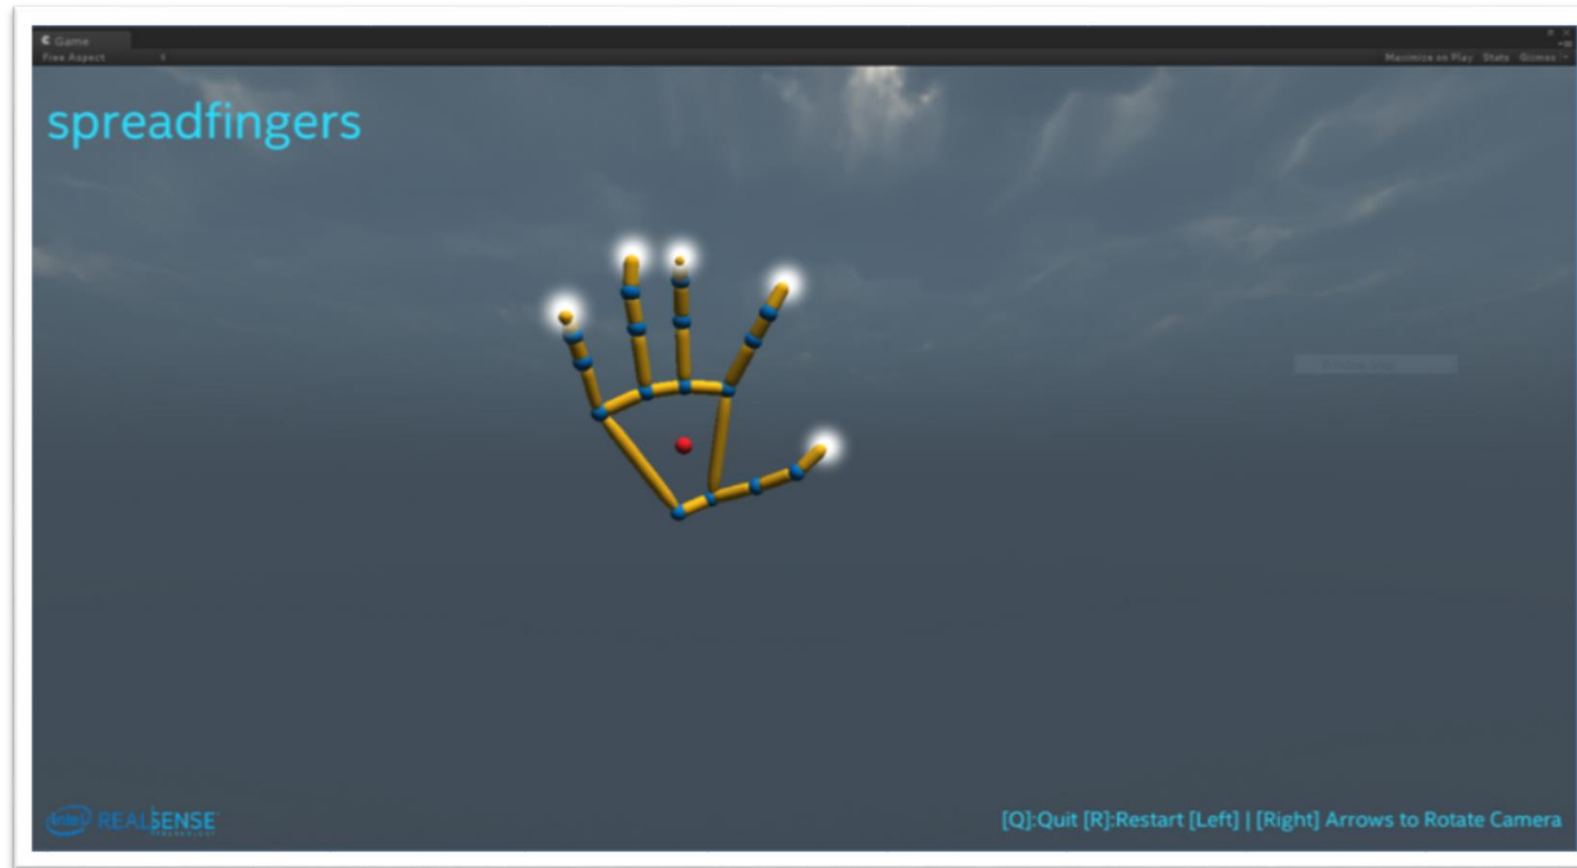 Game
Free Aspect
Maximize on Play Stats Gizmos
spreadfingers
intel REALSENSE
TECHNOLOGY
[Q]:Quit [R]:Restart [Left] | [Right] Arrows to Rotate Camera